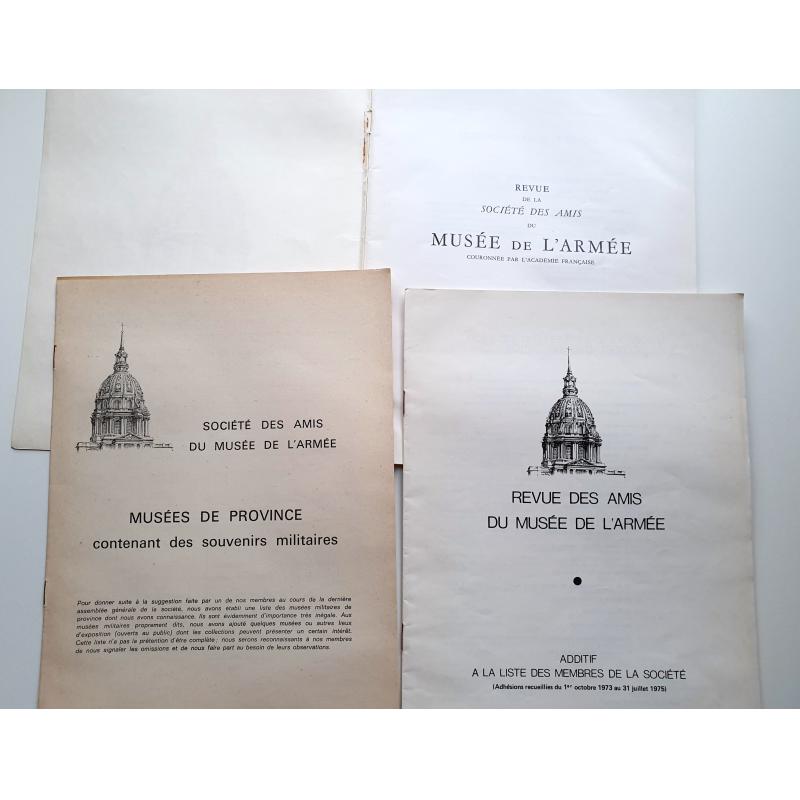 REVUE
DE LA
SOCIÉTÉ DES AMIS
DU
MUSÉE DE L'ARMÉE
COURONNÉE PAR L'ACADÉMIE FRANÇAISE
SOCIÉTÉ DES AMIS
DU MUSÉE DE L'ARMÉE
MUSÉES DE PROVINCE
contenant des souvenirs militaires
Pour donner suite à la suggestion faite par un de nos membres au cours de la dernière
assemblée générale de la société, nous avons établi une liste des musées militaires de
province dont nous avons connaissance. Ils sont évidemment d'importance très inégale. Aux
musées militaires proprement dits, nous avons ajouté quelques musées ou autres lieux
d'exposition (ouverts au public) dont les collections peuvent présenter un certain intérêt.
Cette liste n'a pas la prétention d'être complète ; nous serons reconnaissants à nos membres
de nous signaler les omissions et de nous faire part au besoin de leurs observations.
REVUE DES AMIS
DU MUSÉE DE L'ARMÉE
ADDITIF
A LA LISTE DES MEMBRES DE LA SOCIÉTÉ
(Adhésions recueillies du 1er octobre 1973 au 31 juillet 1975)